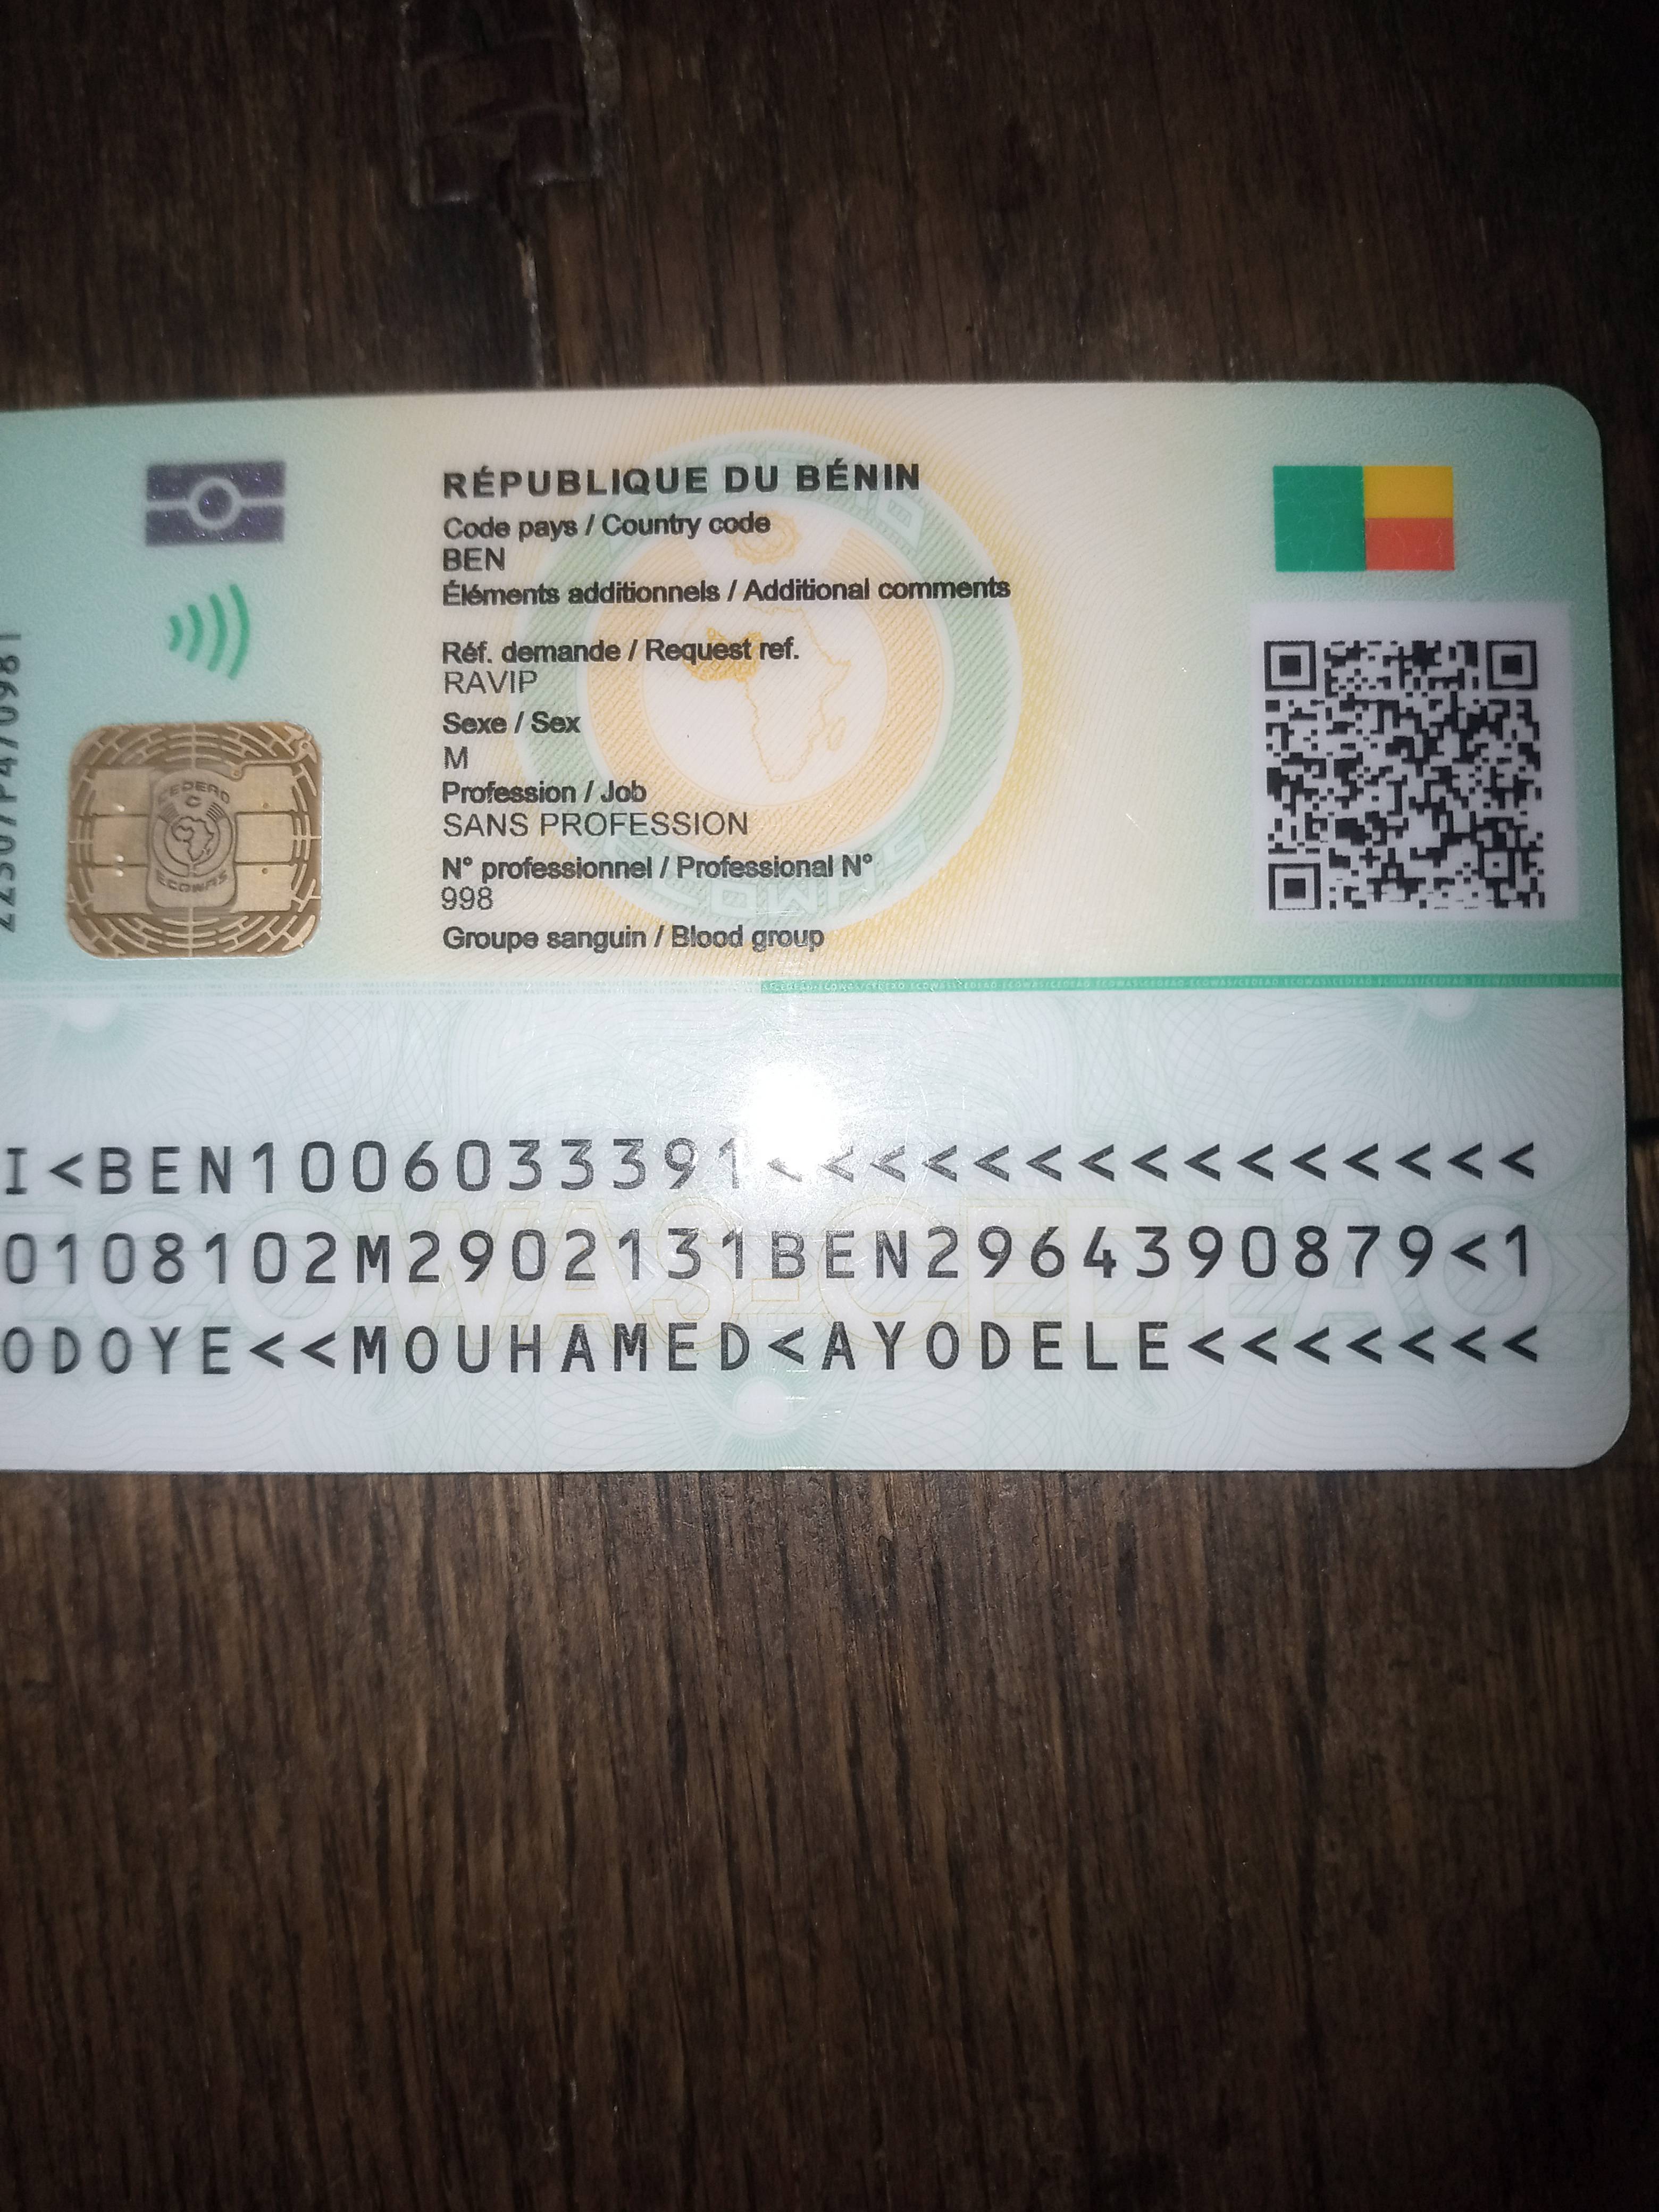 RÉPUBLIQUE DU BÉNIN
Code pays / Country code
BEN
Éléments additionnels / Additional comments
Réf. demande / Request ref.
RAVIP
Sexe / Sex
M
Profession / Job
SANS PROFESSION
N° professionnel / Professional N°
998
Groupe sanguin / Blood group
CEDEAO
ECOWAS
I<BEN1006033391<<<<<<<<<<<<<<<
0108102M2902131BEN2964390879<1
ODOYE<<MOUHAMED<AYODELE<<<<<<<